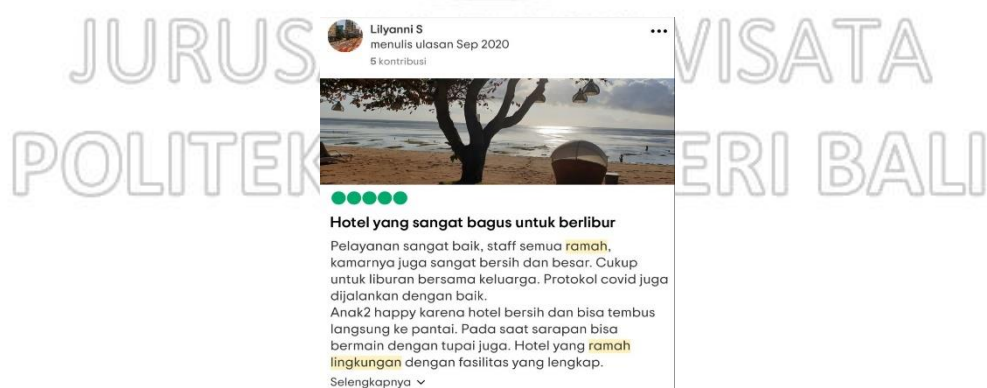 JURUS VISATA
POLITEK ERI BALI
Lilyanni S
menulis ulasan Sep 2020
5 kontribusi
Hotel yang sangat bagus untuk berlibur
Pelayanan sangat baik, staff semua ramah,
kamarnya juga sangat bersih dan besar. Cukup
untuk liburan bersama keluarga. Protokol covid juga
dijalankan dengan baik.
Anak2 happy karena hotel bersih dan bisa tembus
langsung ke pantai. Pada saat sarapan bisa
bermain dengan tupai juga. Hotel yang ramah
lingkungan dengan fasilitas yang lengkap.
Selengkapnya